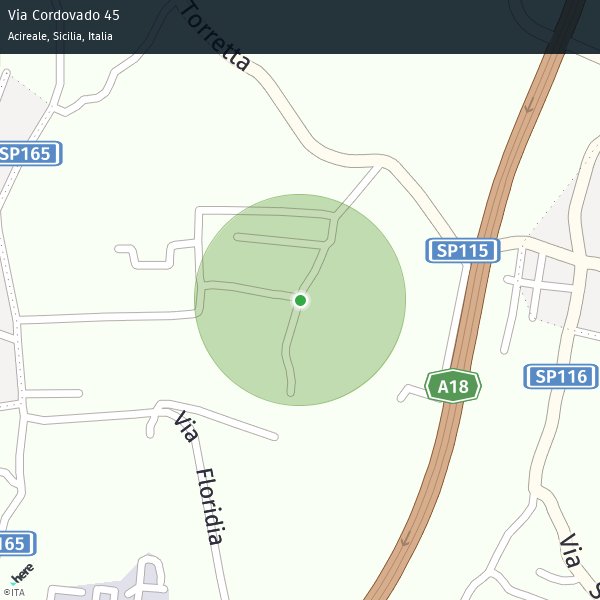 Via Cordovado 45
Acireale, Sicilia, Italia
Torretta
SP165
SP115
SP116
A18
Via Floridia
165
Via S
here
©ITA